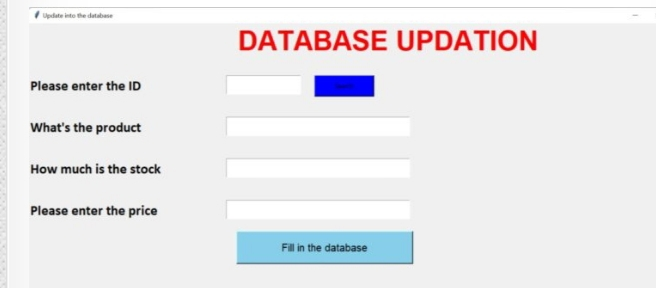 Update into the database
DATABASE UPDATION
Please enter the ID
What's the product
How much is the stock
Please enter the price
Fill in the database